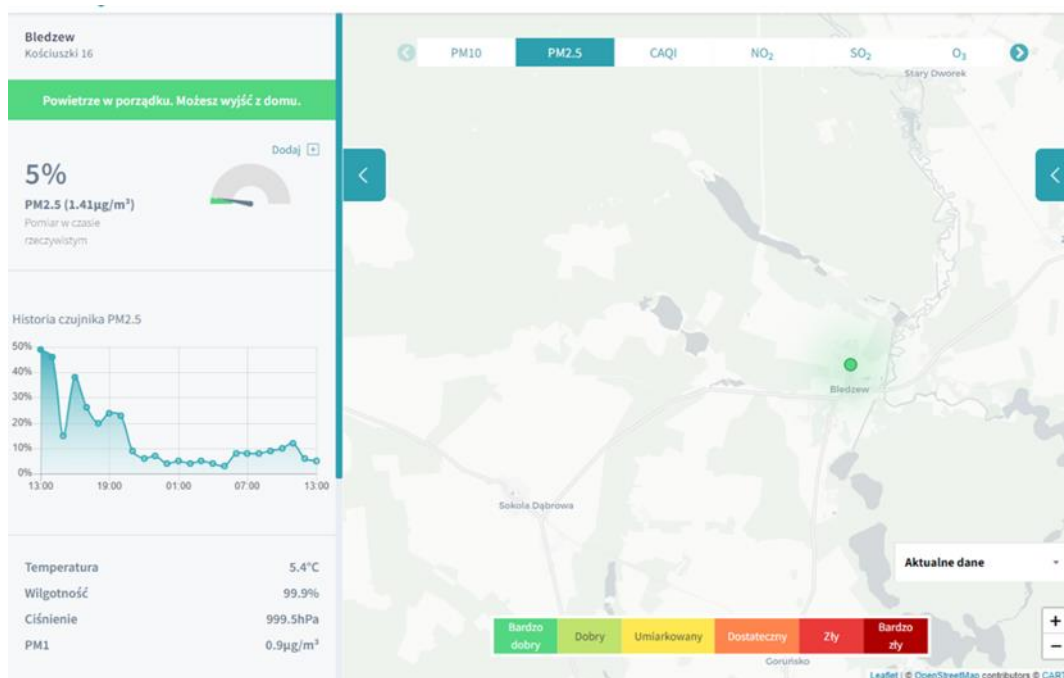 Bledzew
Kościuszki 16
Powietrze w porządku. Możesz wyjść z domu.
Dodaj
5%
PM2.5 (1.41µg/m³)
Pomiar w czasie
rzeczywistym
Historia czujnika PM2.5
50%
40%
30%
20%
10%
0%
13:00 19:00 01:00 07:00 13:00
Temperatura 5.4°C
Wilgotność 99.9%
Ciśnienie 999.5hPa
PM1 0.9µg/m³
PM10 PM2.5 CAQI NO₂ SO₂ O₃
Stary Dworek
Bledzew
Sokola Dąbrowa
Aktualne dane
Bardzo dobry Dobry Umiarkowany Dostateczny Zły Bardzo zły
+
−
Goruńsko
Leaflet | © OpenStreetMap contributors © CART